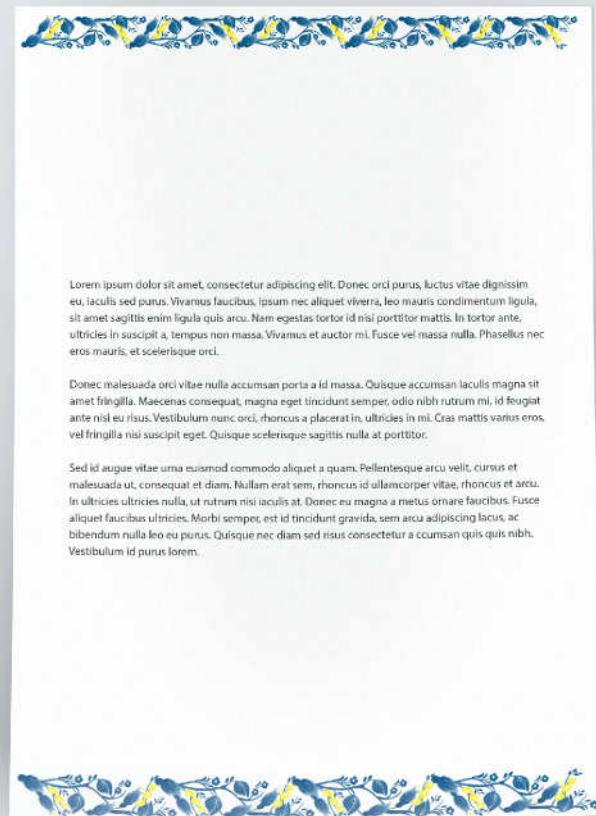 Lorem ipsum dolor sit amet, consectetur adipiscing elit. Donec orci purus, luctus vitae dignissim
eu, iaculis sed purus. Vivamus faucibus, ipsum nec aliquet viverra, leo mauris condimentum ligula,
sit amet sagittis enim ligula quis arcu. Nam egestas tortor id nisi porttitor mattis. In tortor ante,
ultricies in suscipit a, tempus non massa. Vivamus et auctor mi. Fusce vel massa nulla. Phasellus nec
eros mauris, et scelerisque orci.
Donec malesuada orci vitae nulla accumsan porta a id massa. Quisque accumsan iaculis magna sit
amet fringilla. Maecenas consequat, magna eget tincidunt semper, odio nibh rutrum mi, id feugiat
ante nisl eu risus. Vestibulum nunc orci, rhoncus a placerat in, ultricies in mi. Cras mattis varius eros,
vel fringilla nisi suscipit eget. Quisque scelerisque sagittis nulla at porttitor.
Sed id augue vitae urna euismod commodo aliquet a quam. Pellentesque arcu velit, cursus et
malesuada ut, consequat et diam. Nullam erat sem, rhoncus id ullamcorper vitae, rhoncus et arcu.
In ultricies ultricies nulla, ut rutrum nisi iaculis at. Donec eu magna a metus ornare faucibus. Fusce
aliquet faucibus ultricies. Morbi semper, est id tincidunt gravida, sem arcu adipiscing lacus, ac
bibendum nulla leo eu purus. Quisque nec diam sed risus consectetur a ccumsan quis quis nibh.
Vestibulum id purus lorem.